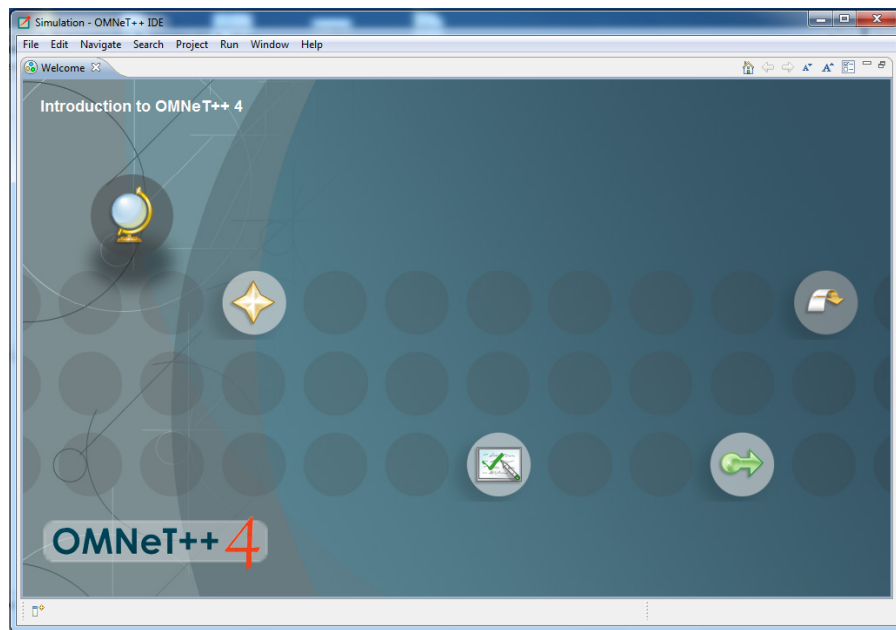 Simulation - OMNeT++ IDE
File Edit Navigate Search Project Run Window Help
Welcome
Introduction to OMNeT++ 4
OMNeT++ 4